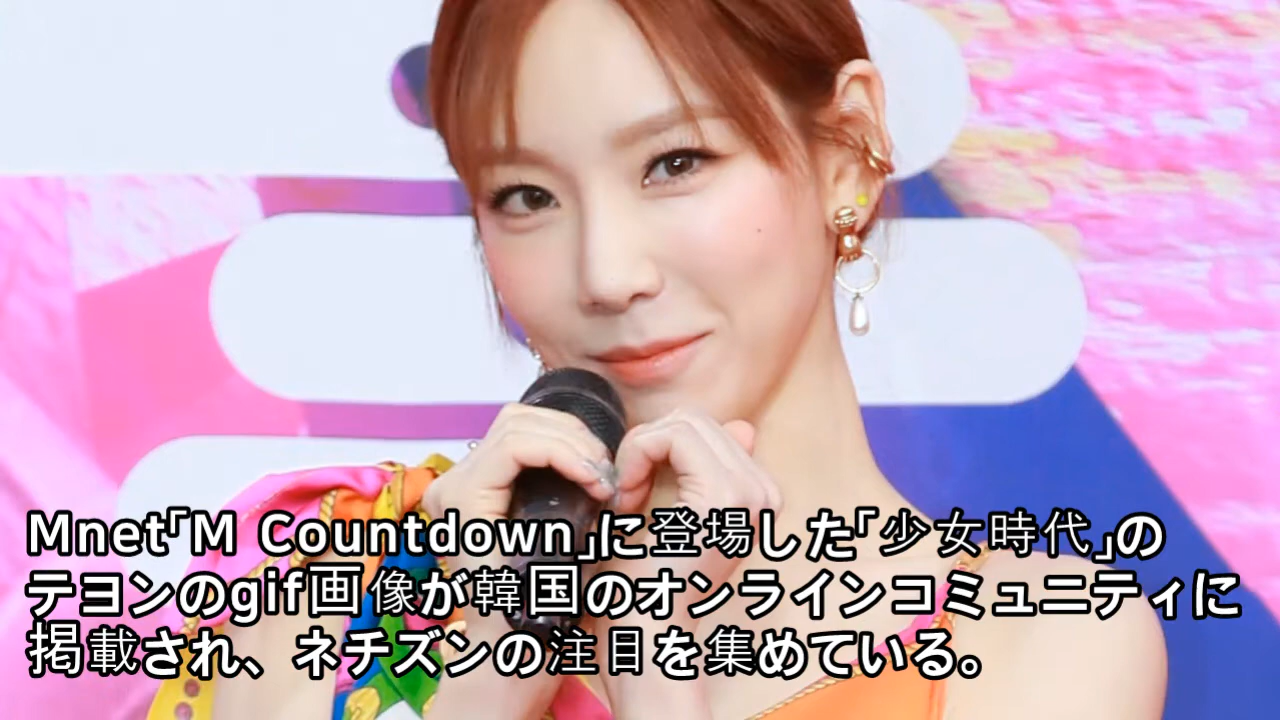 Mnet「M Countdown」に登場した「少女時代」の
テヨンのgif画像が韓国のオンラインコミュニティに
掲載され、ネチズンの注目を集めている。